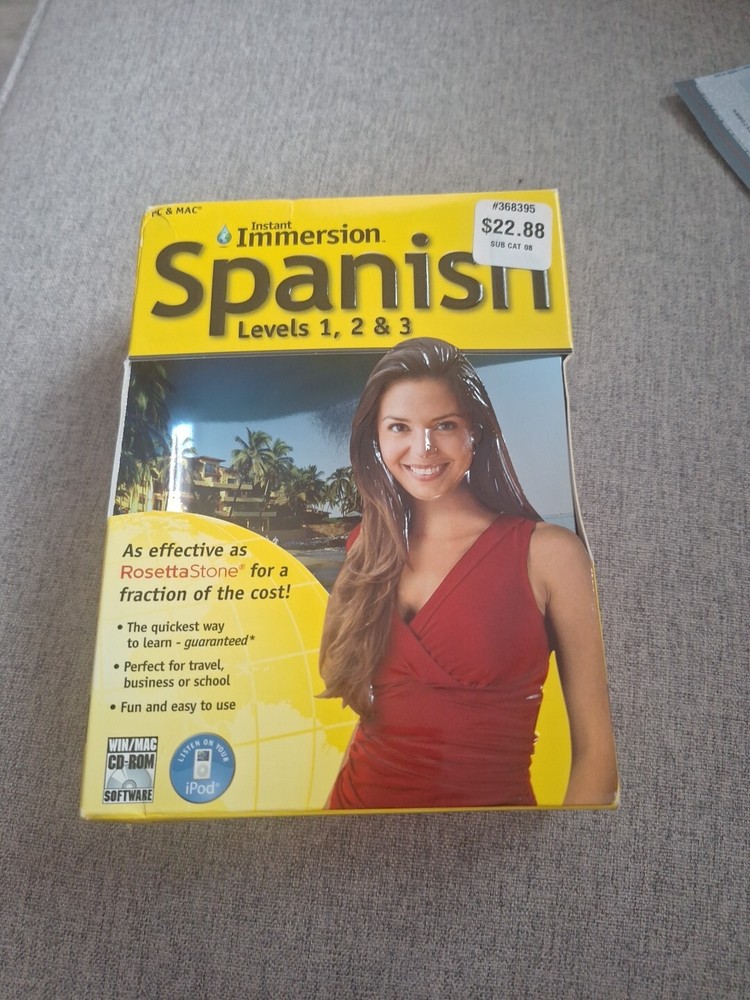 PC & MAC®
#368395
$22.88
SUB CAT 08
Instant
Immersion™
Spanish
Levels 1, 2 & 3
As effective as
RosettaStone® for a
fraction of the cost!
• The quickest way
to learn - guaranteed*
• Perfect for travel,
business or school
• Fun and easy to use
WIN/MAC
CD-ROM
SOFTWARE
LISTEN ON YOUR
iPod®